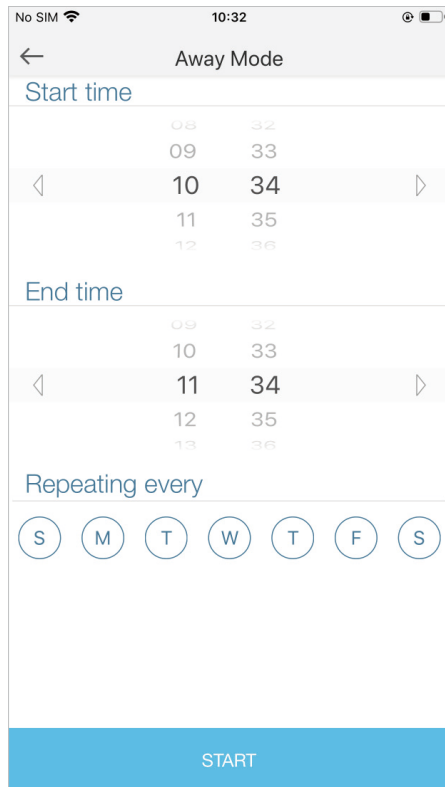 No SIM 10:32
Away Mode
Start time
08 32
09 33
10 34
11 35
12 36
End time
09 32
10 33
11 34
12 35
13 36
Repeating every
S M T W T F S
START